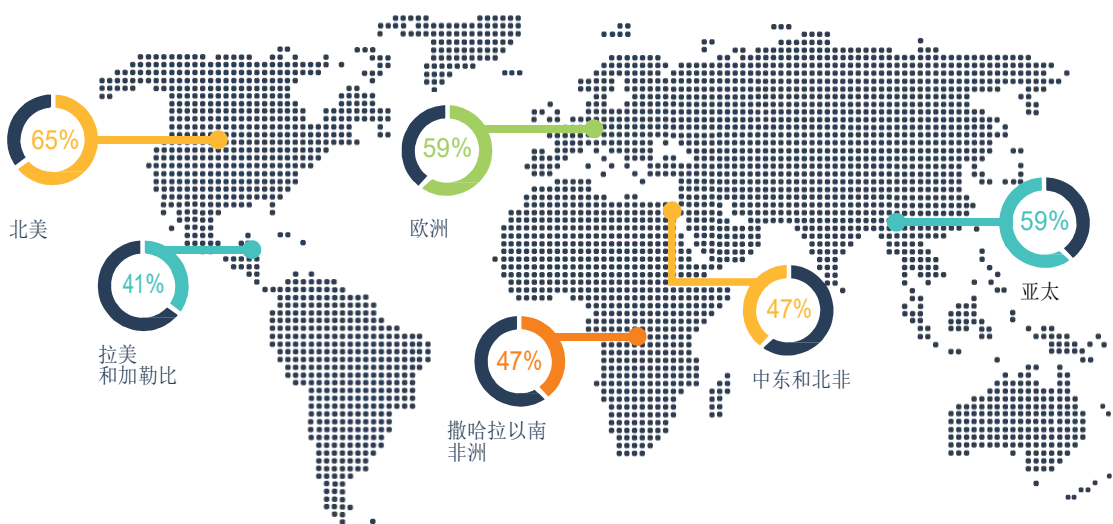 65%
北美
41%
拉美
和加勒比
59%
欧洲
47%
撒哈拉以南
非洲
47%
中东和北非
59%
亚太